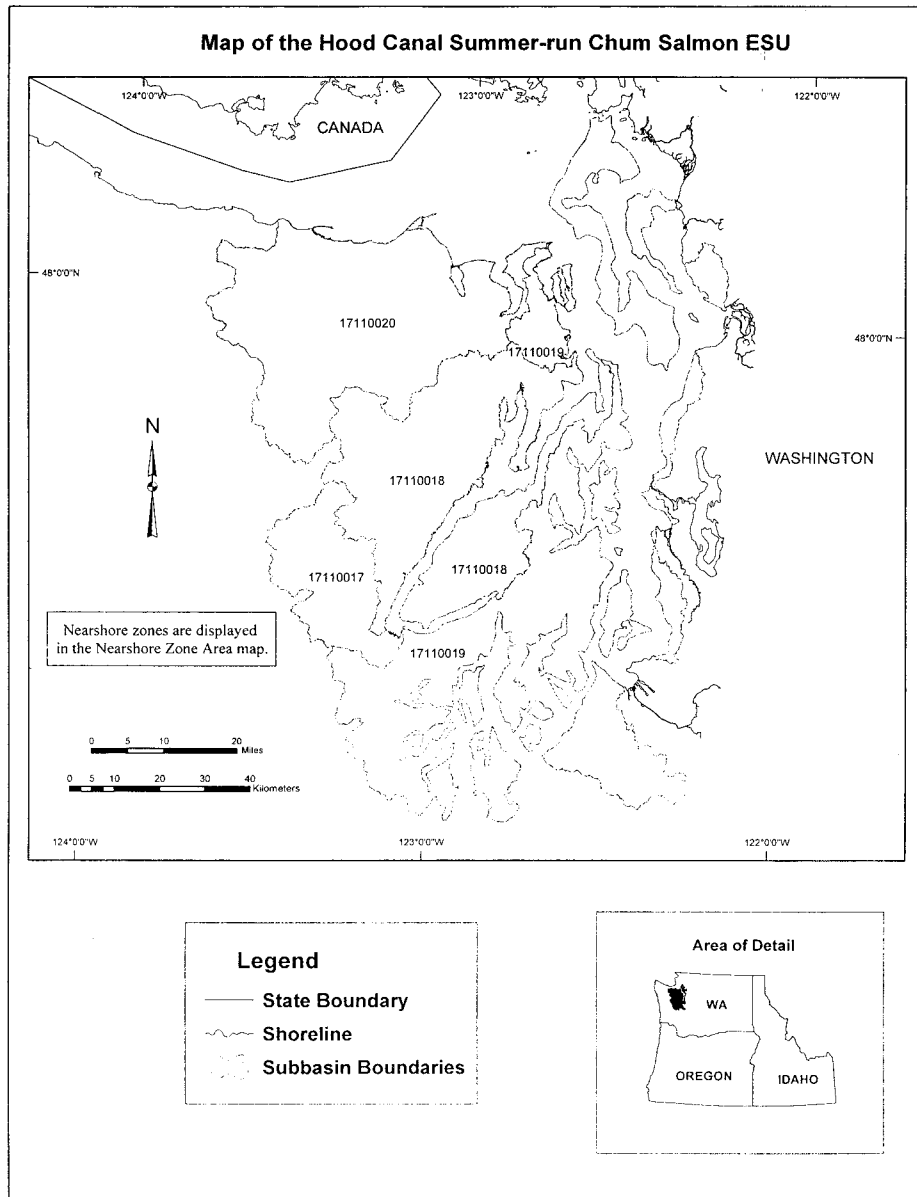 Map of the Hood Canal Summer-run Chum Salmon ESU
124°0'0"W
123°0'0"W
122°0'0"W
CANADA
48°0'0"N
17110020
17110019
48°0'0"N
N
WASHINGTON
17110018
17110018
17110017
Nearshore zones are displayed
in the Nearshore Zone Area map.
17110019
0 5 10 20
Miles
0 5 10 20 30 40
Kilometers
124°0'0"W
123°0'0"W
122°0'0"W
Legend
State Boundary
Shoreline
Subbasin Boundaries
Area of Detail
WA
OREGON
IDAHO